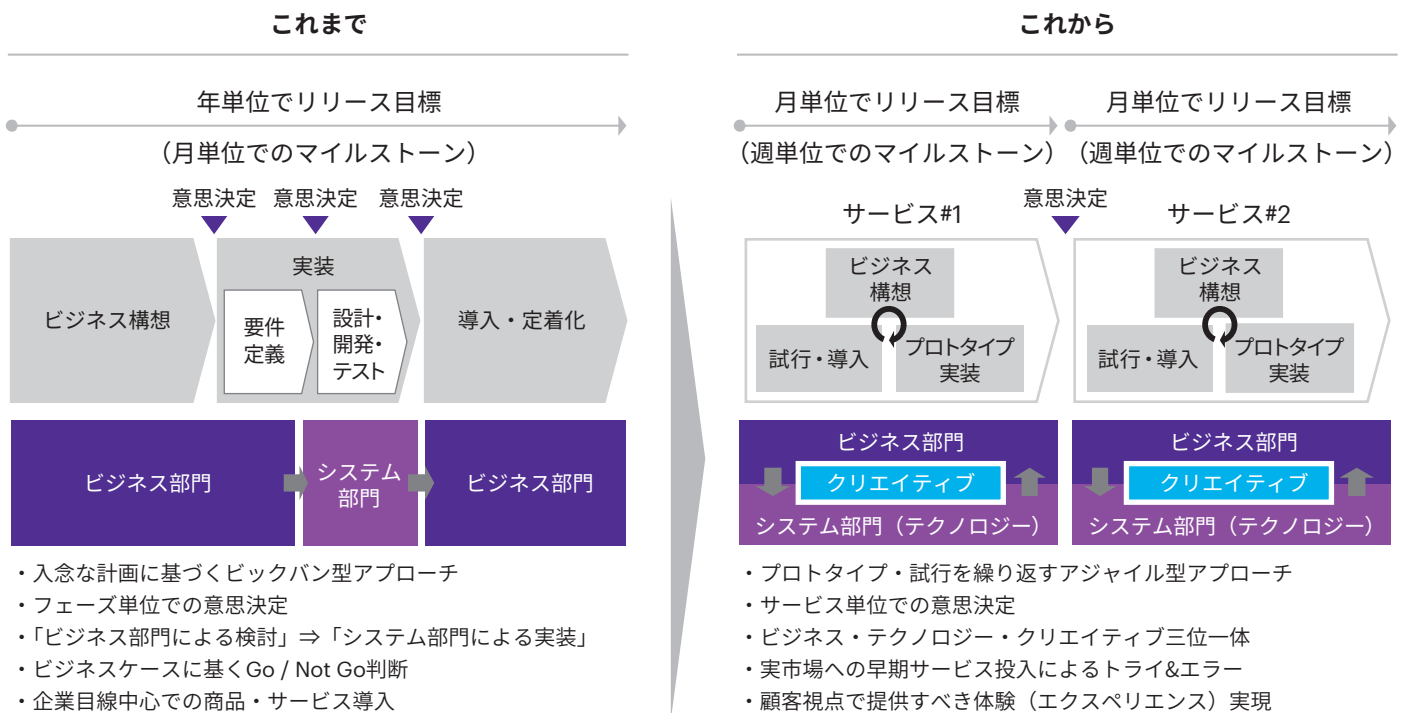 これまで
年単位でリリース目標
（月単位でのマイルストーン）
意思決定 意思決定 意思決定
ビジネス構想
実装
要件
定義
設計・
開発・
テスト
導入・定着化
ビジネス部門
システム
部門
ビジネス部門
・入念な計画に基づくビックバン型アプローチ
・フェーズ単位での意思決定
・「ビジネス部門による検討」⇒「システム部門による実装」
・ビジネスケースに基くGo / Not Go判断
・企業目線中心での商品・サービス導入
これから
月単位でリリース目標
（週単位でのマイルストーン）
月単位でリリース目標
（週単位でのマイルストーン）
意思決定
サービス#1
ビジネス
構想
試行・導入
プロトタイプ
実装
サービス#2
ビジネス
構想
試行・導入
プロトタイプ
実装
ビジネス部門
クリエイティブ
システム部門（テクノロジー）
ビジネス部門
クリエイティブ
システム部門（テクノロジー）
・プロトタイプ・試行を繰り返すアジャイル型アプローチ
・サービス単位での意思決定
・ビジネス・テクノロジー・クリエイティブ三位一体
・実市場への早期サービス投入によるトライ&エラー
・顧客視点で提供すべき体験（エクスペリエンス）実現